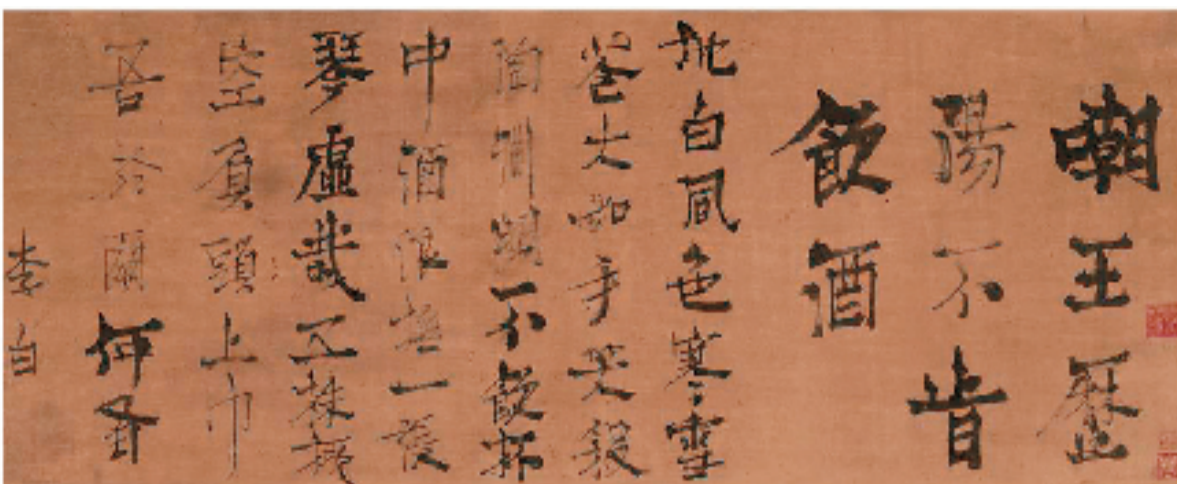 嘲王歷
陽不肯
飲酒
地白風色寒雪
花大如手笑殺
陶淵明不飲杯
中酒浪撫一張
琴虛栽五株柳
空負頭上巾
吾於爾何有
李白